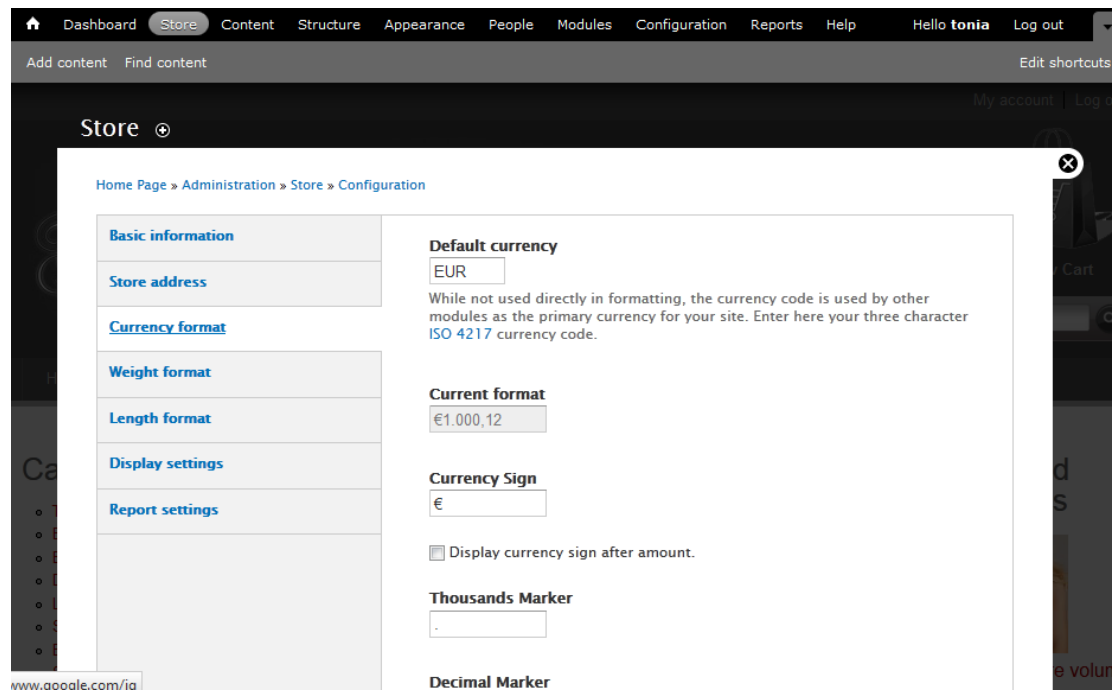 Dashboard Store Content Structure Appearance People Modules Configuration Reports Help Hello tonia Log out
Add content Find content Edit shortcuts
My account Log
Store
Home Page » Administration » Store » Configuration
Basic information
Store address
Currency format
Weight format
Length format
Display settings
Report settings
Default currency
EUR
While not used directly in formatting, the currency code is used by other
modules as the primary currency for your site. Enter here your three character
ISO 4217 currency code.
Current format
€1.000,12
Currency Sign
€
Display currency sign after amount.
Thousands Marker
.
Decimal Marker
Cart
www.google.com/ig